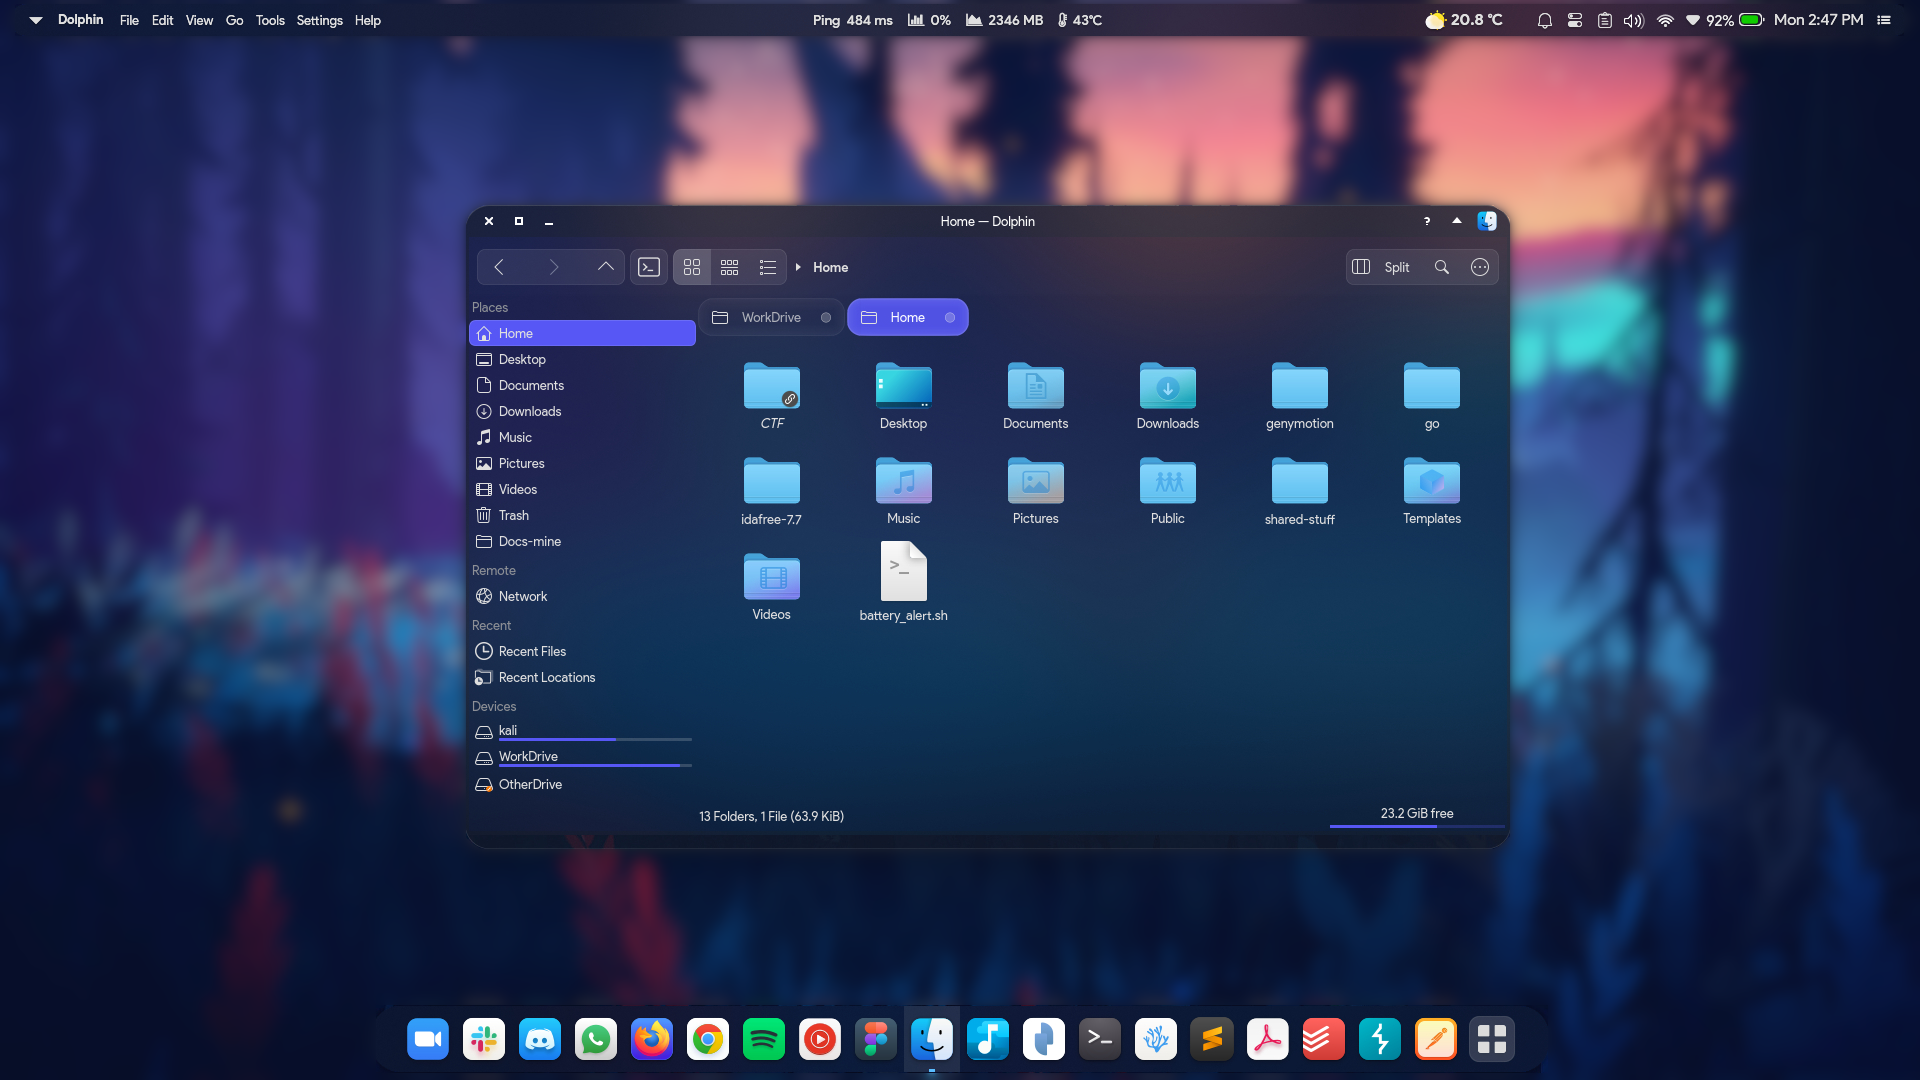 Dolphin File Edit View Go Tools Settings Help
Ping 484 ms 0% 2346 MB 43°C
20.8 °C 92% Mon 2:47 PM
Home — Dolphin
?
Home
Split
Places
Home
Desktop
Documents
Downloads
Music
Pictures
Videos
Trash
Docs-mine
Remote
Network
Recent
Recent Files
Recent Locations
Devices
kali
WorkDrive
OtherDrive
WorkDrive Home
CTF Desktop Documents Downloads genymotion go
idafree-7.7 Music Pictures Public shared-stuff Templates
>_
Videos battery_alert.sh
13 Folders, 1 File (63.9 KiB)
23.2 GiB free
>_